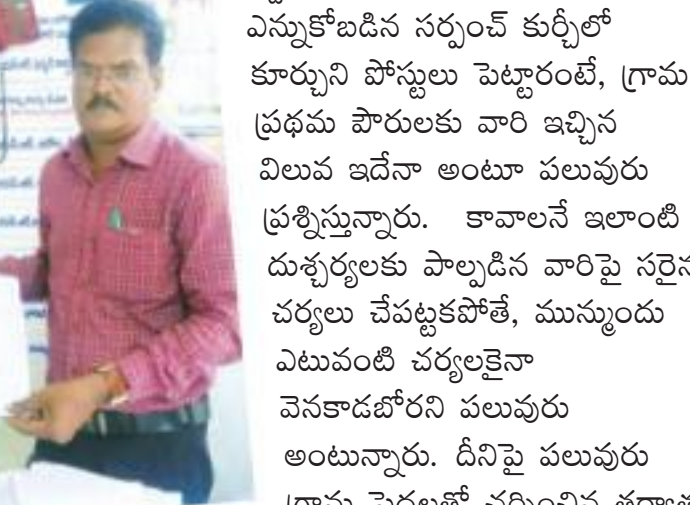 ఎన్నుకోబడిన సర్పంచ్ కుర్చీలో
కూర్చుని పోస్టులు పెట్టారంటే, గ్రామ
ప్రథమ పౌరులకు వారి ఇచ్చిన
విలువ ఇదేనా అంటూ పలువురు
ప్రశ్నిస్తున్నారు. కావాలనే ఇలాంటి
దుశ్చర్యలకు పాల్పడిన వారిపై సరైన
చర్యలు చేపట్టకపోతే, మున్ముందు
ఎటువంటి చర్యలకైనా
వెనకాడబోరని పలువురు
అంటున్నారు. దీనిపై పలువురు